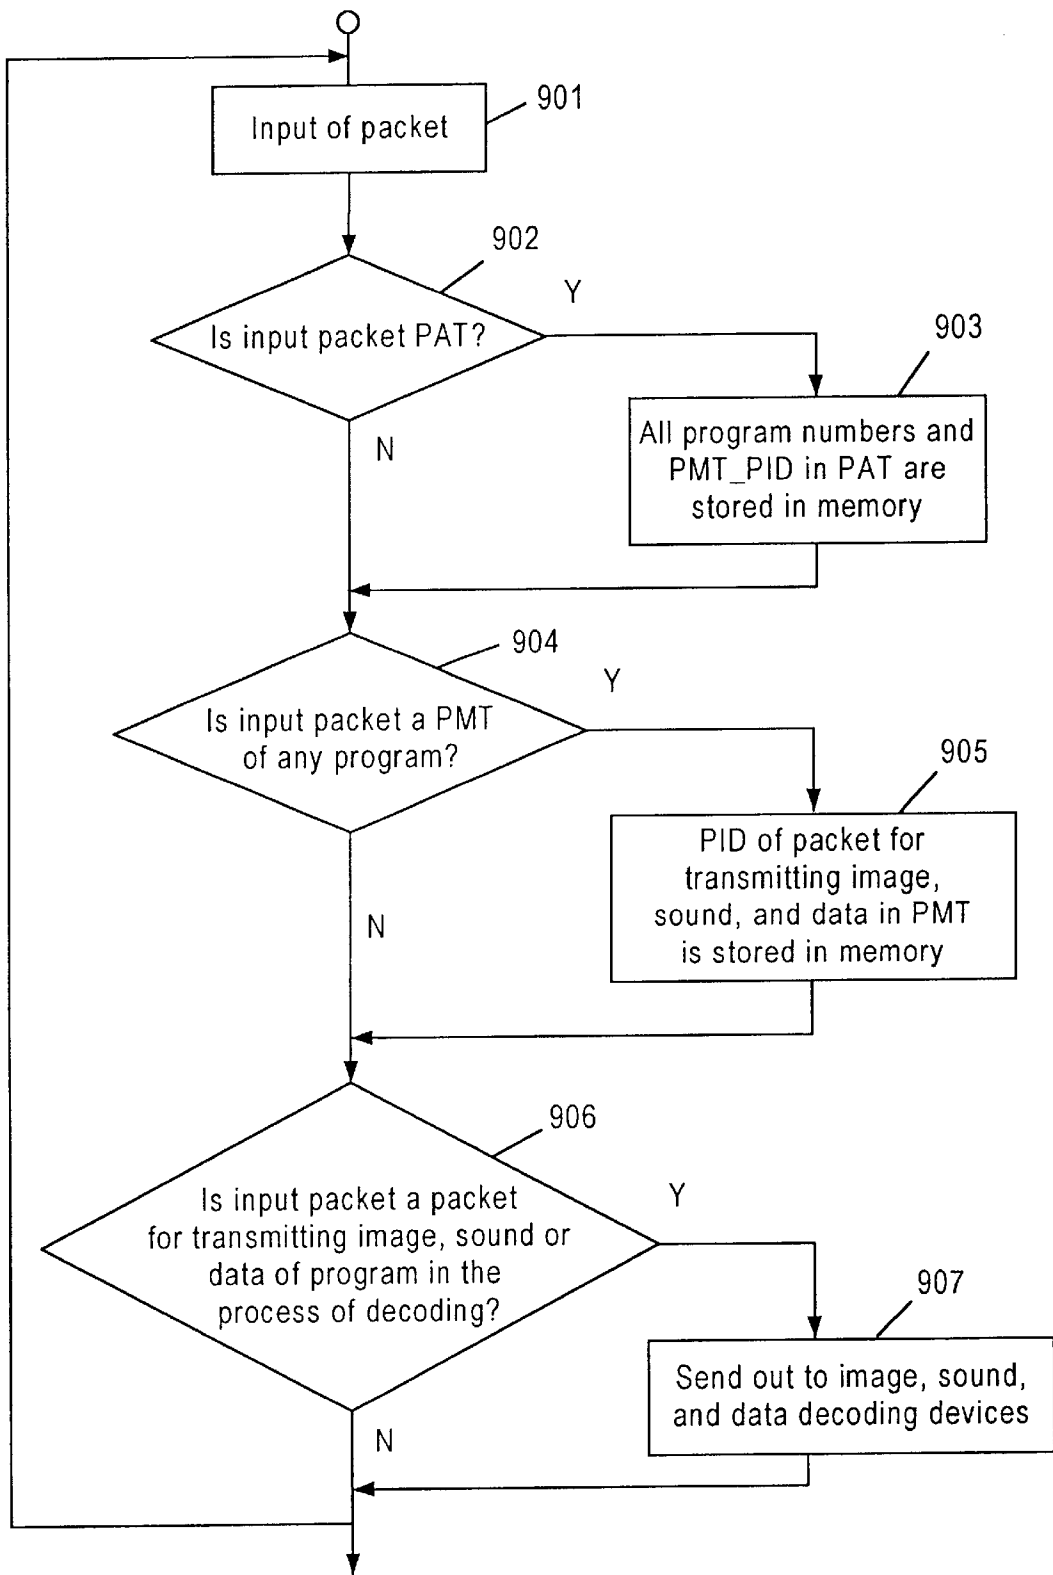 901
Input of packet
902
Y
Is input packet PAT?
903
N
All program numbers and
PMT_PID in PAT are
stored in memory
904
Y
Is input packet a PMT
of any program?
905
PID of packet for
transmitting image,
sound, and data in PMT
is stored in memory
N
906
Y
Is input packet a packet
for transmitting image, sound or
data of program in the
process of decoding?
907
Send out to image, sound,
and data decoding devices
N